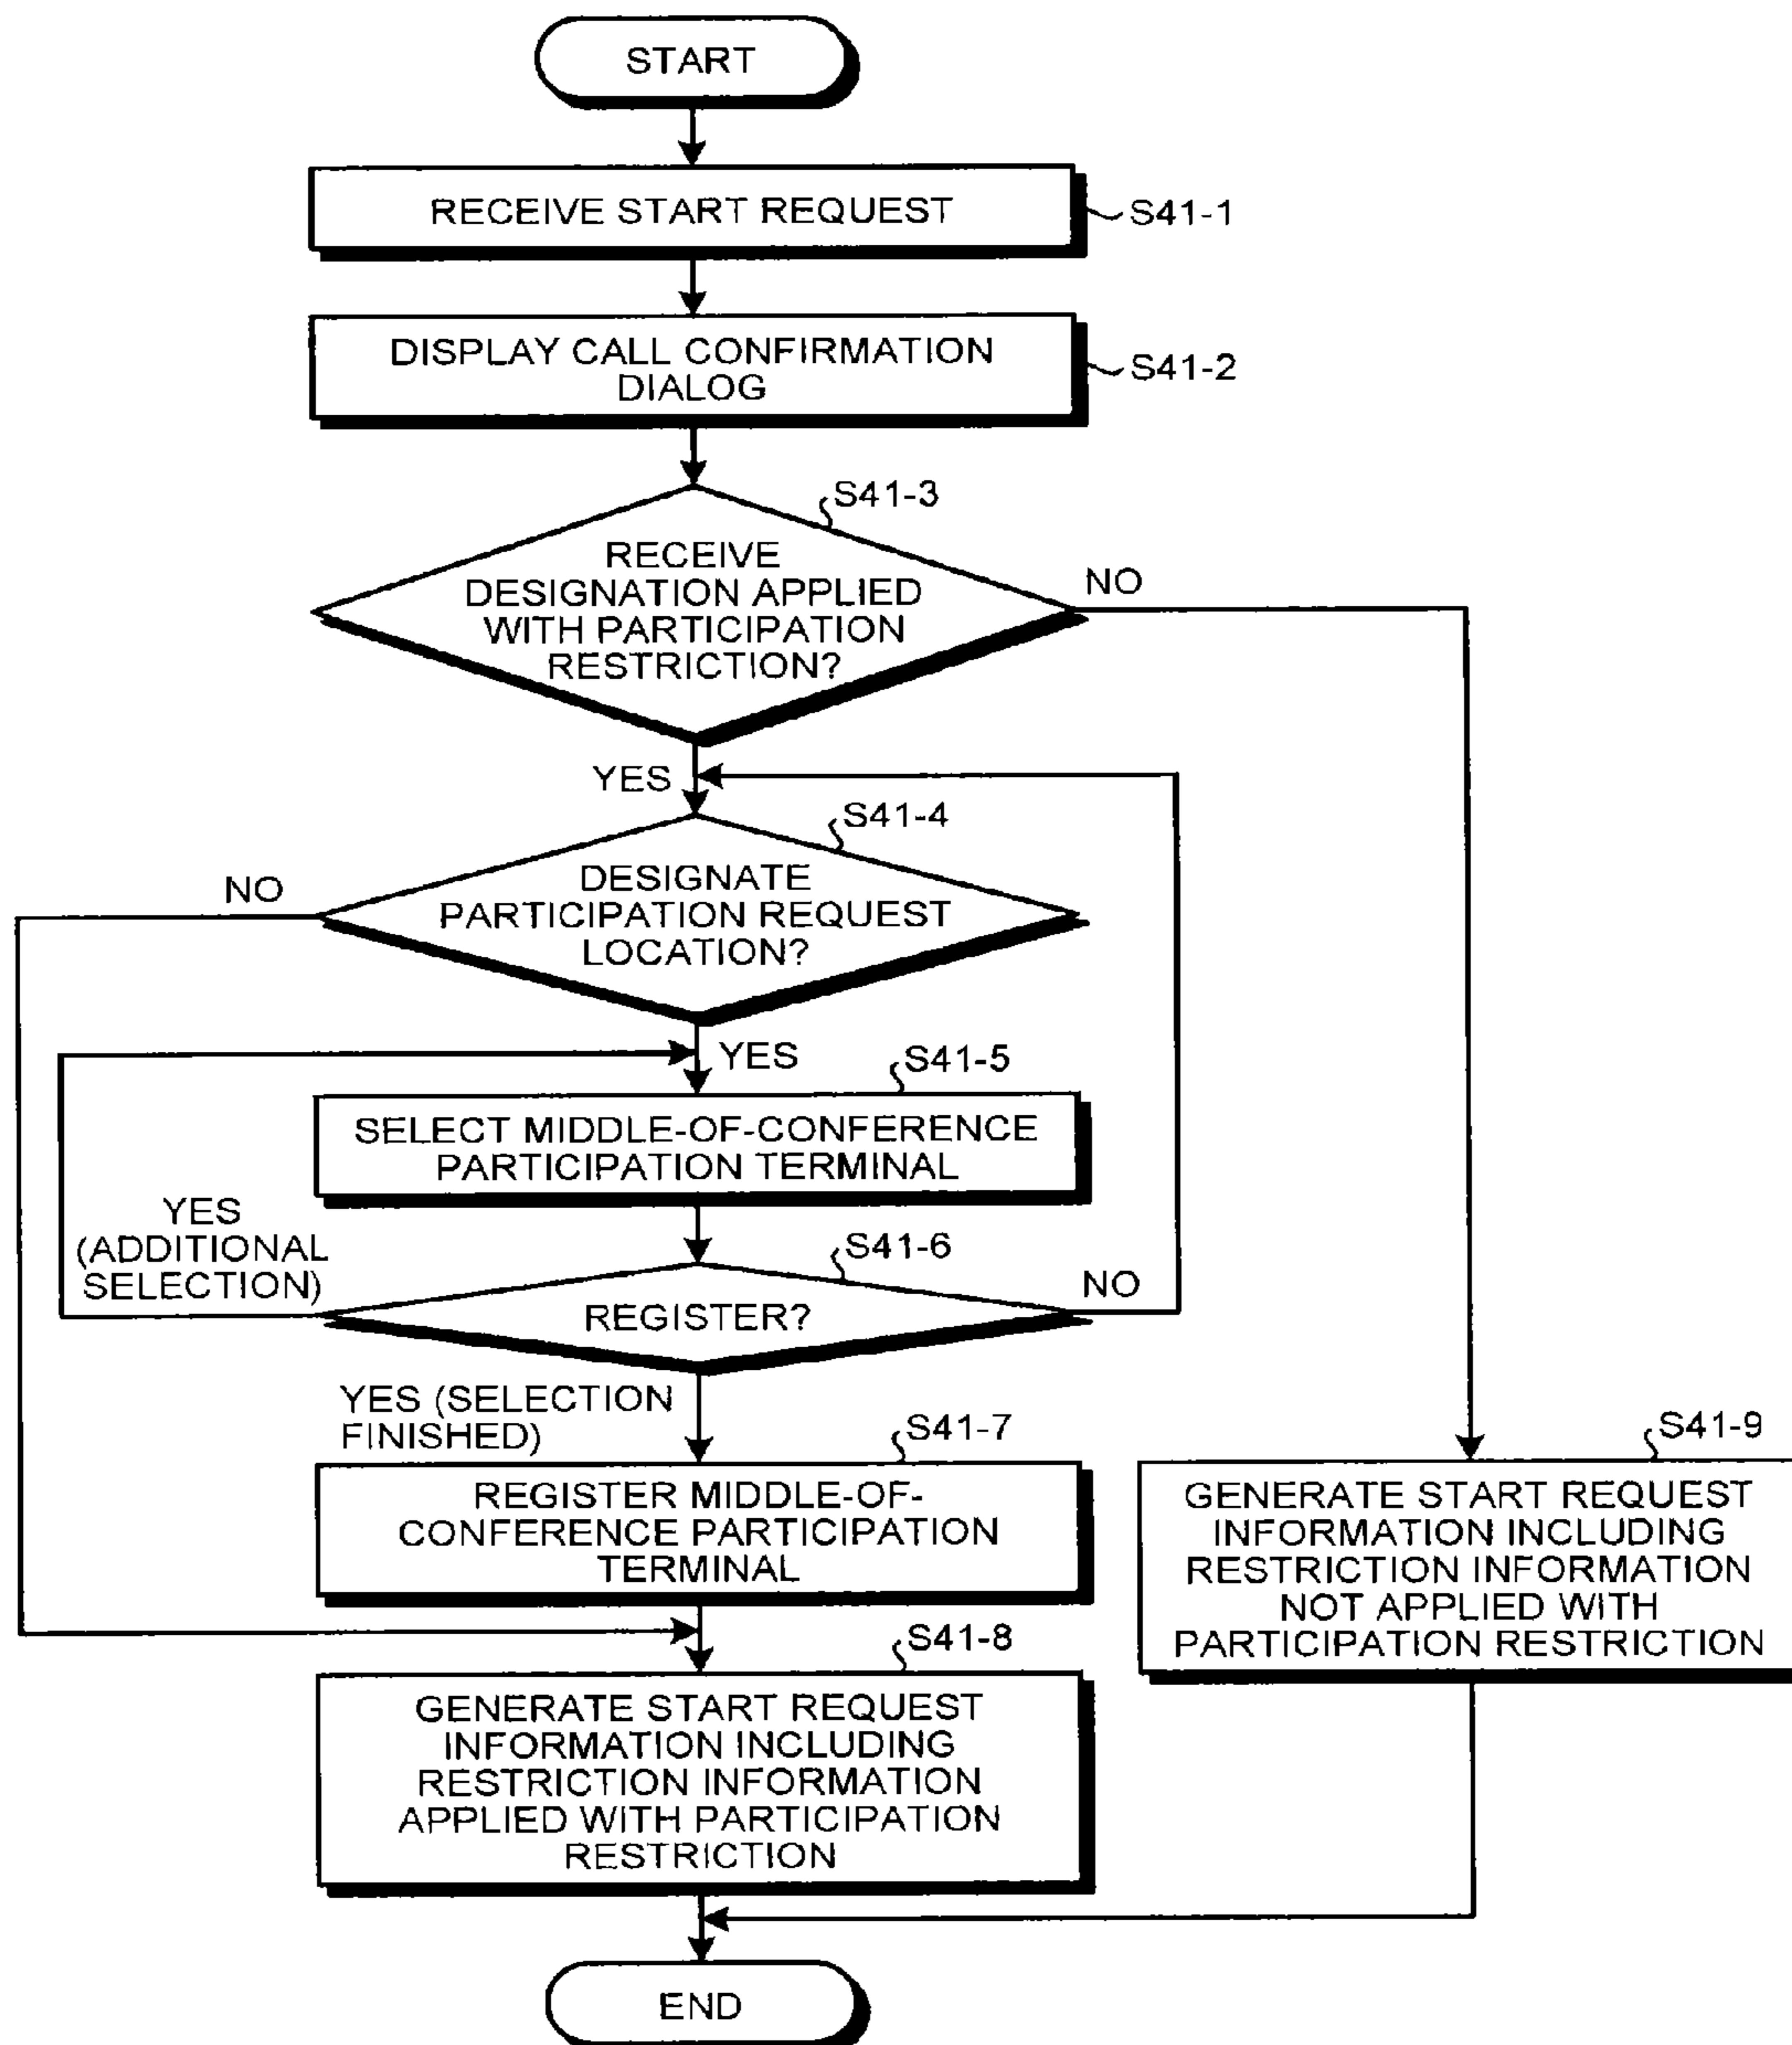 START
RECEIVE START REQUEST
S41-1
DISPLAY CALL CONFIRMATION
DIALOG
S41-2
S41-3
RECEIVE
DESIGNATION APPLIED
WITH PARTICIPATION
RESTRICTION?
NO
YES
S41-4
DESIGNATE
PARTICIPATION REQUEST
LOCATION?
NO
YES
S41-5
SELECT MIDDLE-OF-CONFERENCE
PARTICIPATION TERMINAL
YES
(ADDITIONAL
SELECTION)
S41-6
REGISTER?
NO
YES (SELECTION
FINISHED)
S41-7
REGISTER MIDDLE-OF-
CONFERENCE PARTICIPATION
TERMINAL
S41-9
GENERATE START REQUEST
INFORMATION INCLUDING
RESTRICTION INFORMATION
NOT APPLIED WITH
PARTICIPATION RESTRICTION
S41-8
GENERATE START REQUEST
INFORMATION INCLUDING
RESTRICTION INFORMATION
APPLIED WITH PARTICIPATION
RESTRICTION
END